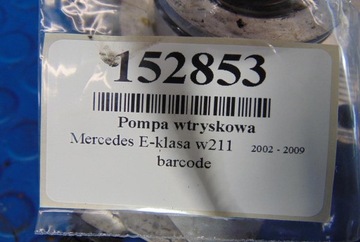 152853
Pompa wtryskowa
Mercedes E-klasa w211 2002 - 2009
barcode